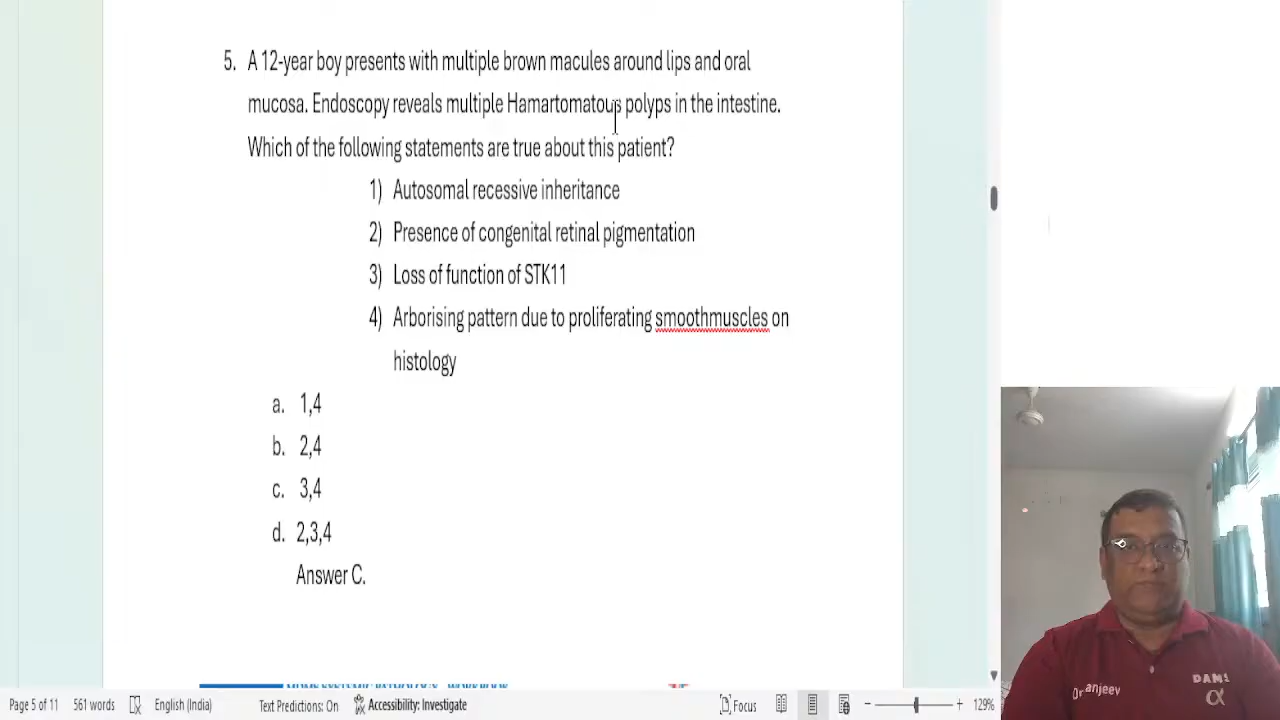 5. A 12-year boy presents with multiple brown macules around lips and oral
mucosa. Endoscopy reveals multiple Hamartomatous polyps in the intestine.
Which of the following statements are true about this patient?
1) Autosomal recessive inheritance
2) Presence of congenital retinal pigmentation
3) Loss of function of STK11
4) Arborising pattern due to proliferating smoothmuscles on
histology
a. 1,4
b. 2,4
c. 3,4
d. 2,3,4
Answer C.
DAMS
α
Page 5 of 11 561 words English (India) Text Predictions: On Accessibility: Investigate Focus 129%